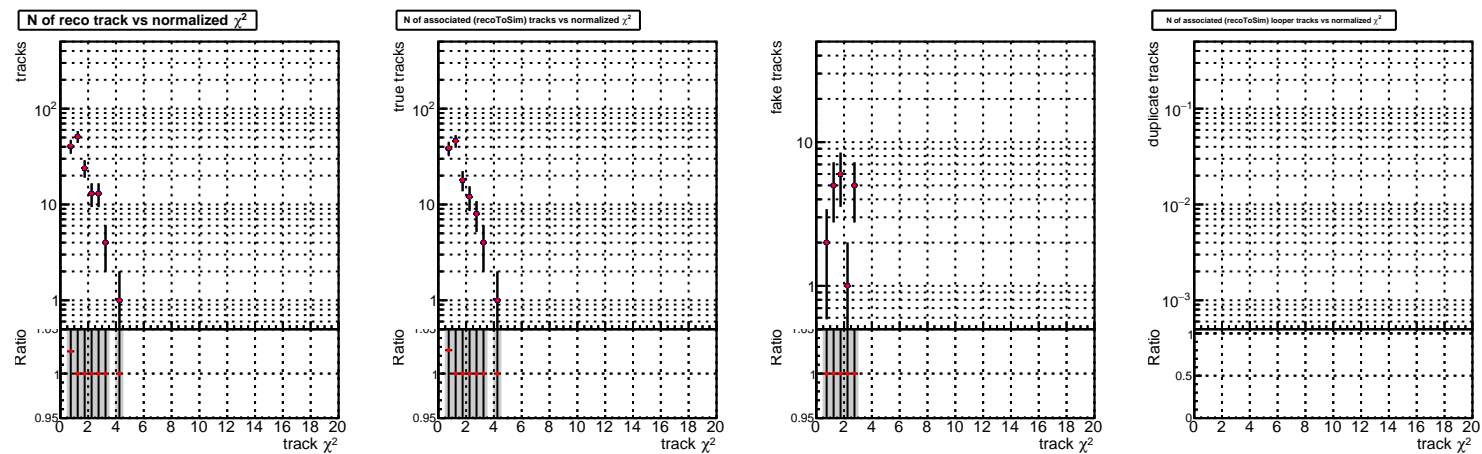 N of reco track vs normalized χ²
tracks
10²
10
1
Ratio
1.05
1
0.95
0 2 4 6 8 10 12 14 16 18 20
track χ²
N of associated (recoToSim) tracks vs normalized χ²
true tracks
10²
10
1
Ratio
1.05
1
0.95
0 2 4 6 8 10 12 14 16 18 20
track χ²
fake tracks
10
1
Ratio
1.05
1
0.95
0 2 4 6 8 10 12 14 16 18 20
track χ²
N of associated (recoToSim) looper tracks vs normalized χ²
duplicate tracks
10⁻¹
10⁻²
10⁻³
Ratio
1
0.5
0
0 2 4 6 8 10 12 14 16 18 20
track χ²